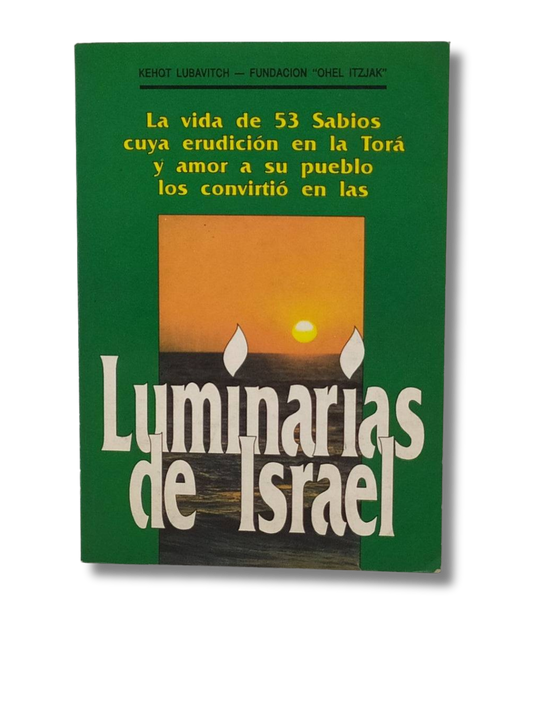 KEHOT LUBAVITCH — FUNDACION "OHEL ITZJAK"
La vida de 53 Sabios
cuya erudición en la Torá
y amor a su pueblo
los convirtió en las
Luminarias
de Israel